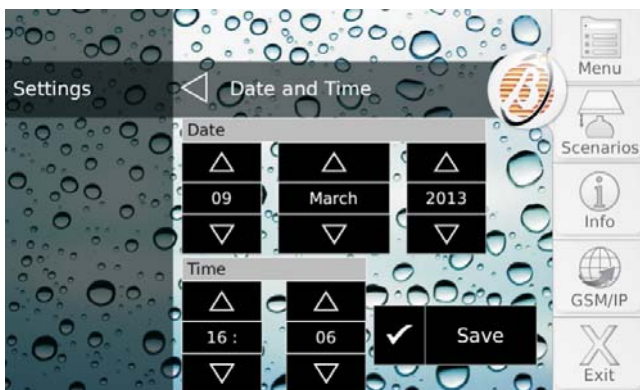 Settings
Date and Time
Menu
Date
Scenarios
09 March 2013
Info
Time
GSM/IP
16 : 06
Save
Exit